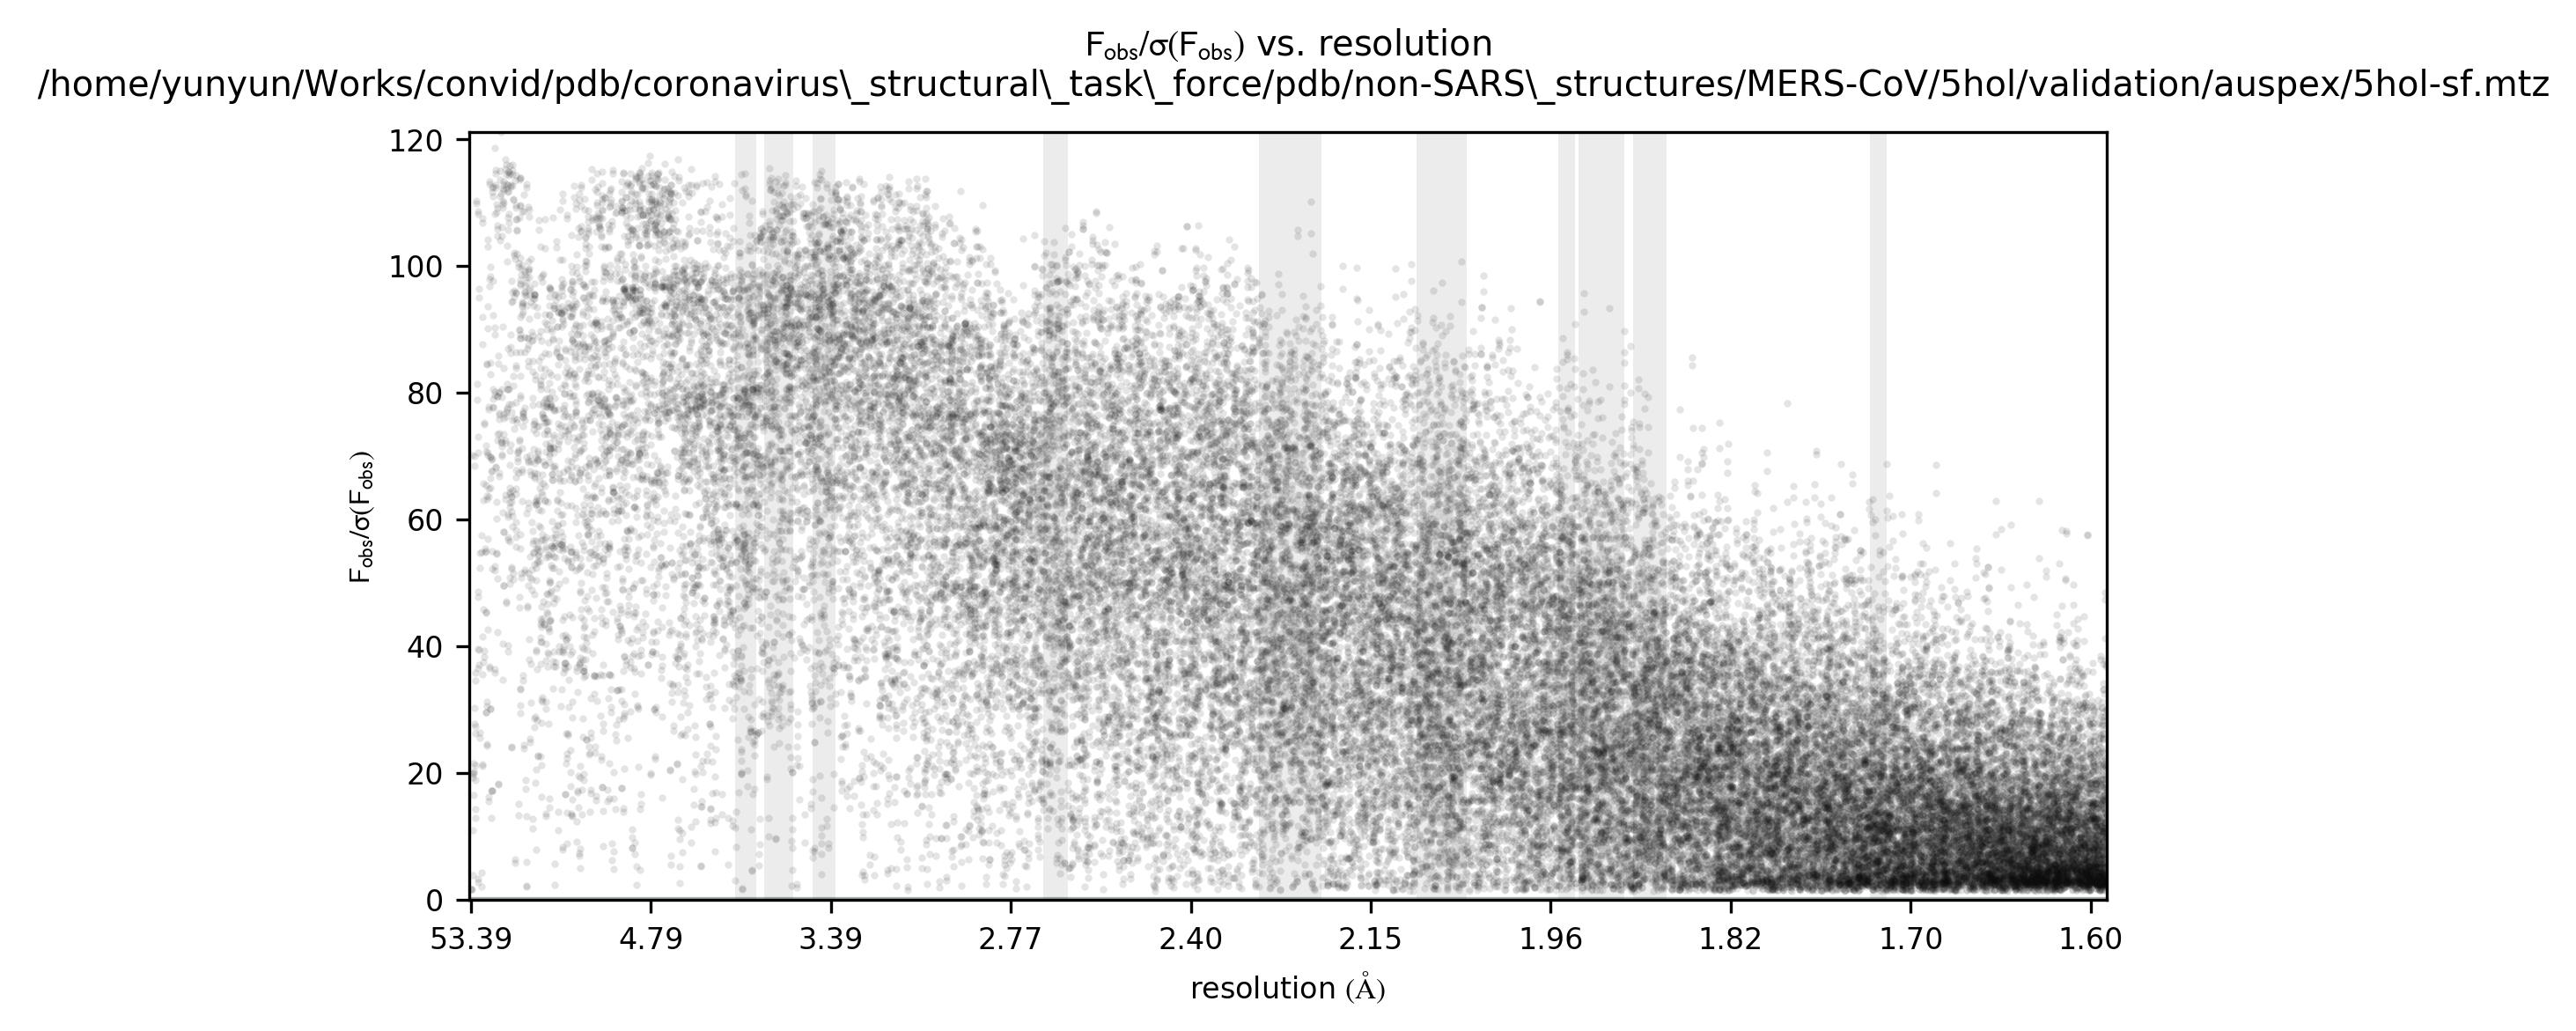 Fobs/σ(Fobs) vs. resolution
/home/yunyun/Works/convid/pdb/coronavirus\_structural\_task\_force/pdb/non-SARS\_structures/MERS-CoV/5hol/validation/auspex/5hol-sf.mtz
Fobs/σ(Fobs)
120
100
80
60
40
20
0
53.39 4.79 3.39 2.77 2.40 2.15 1.96 1.82 1.70 1.60
resolution (Å)